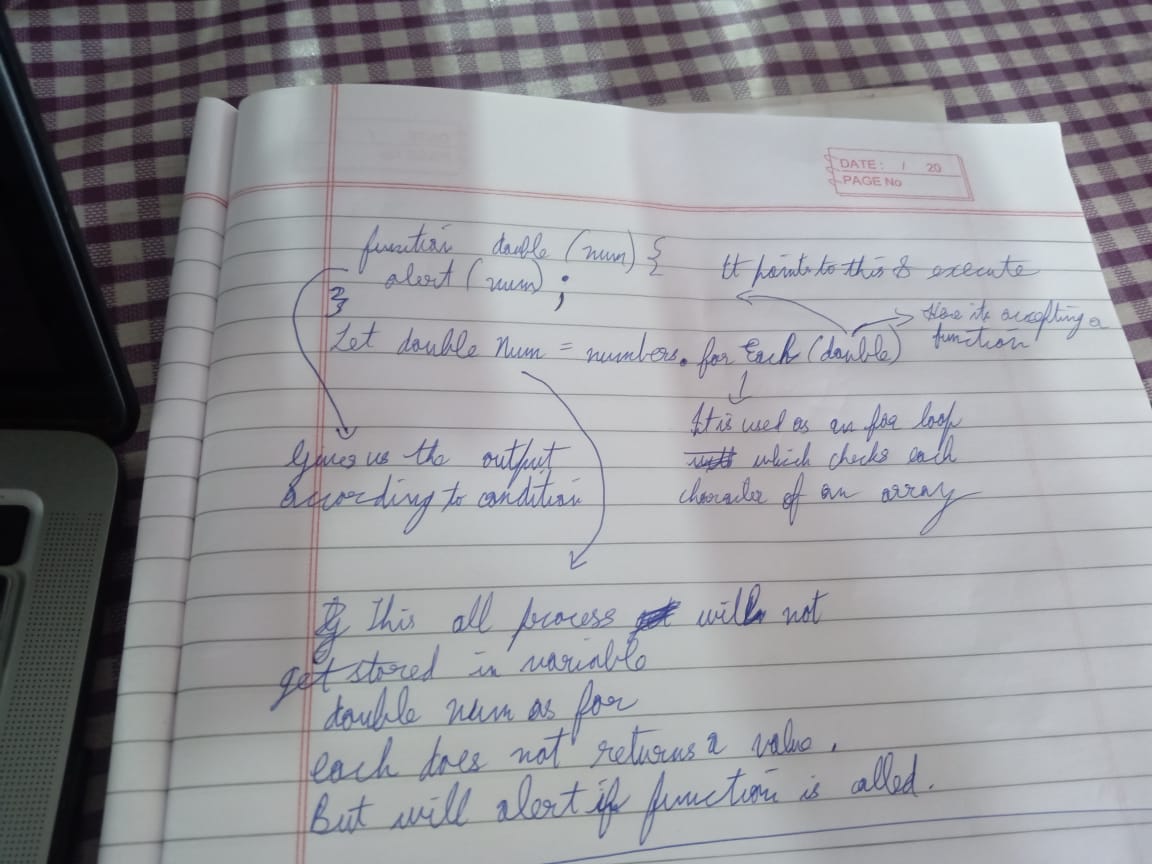 DATE: / 20
PAGE No
function double (num) {
alert (num);
}
It points to this & execute
Here its accepting a
function
Let double Num = numbers.for Each (double)
It is used as an for loop
which checks each
character of an array
Gives us the output
according to condition
This all process will not
get stored in variable
double num as for
each does not returns a value.
But will alert if function is called.